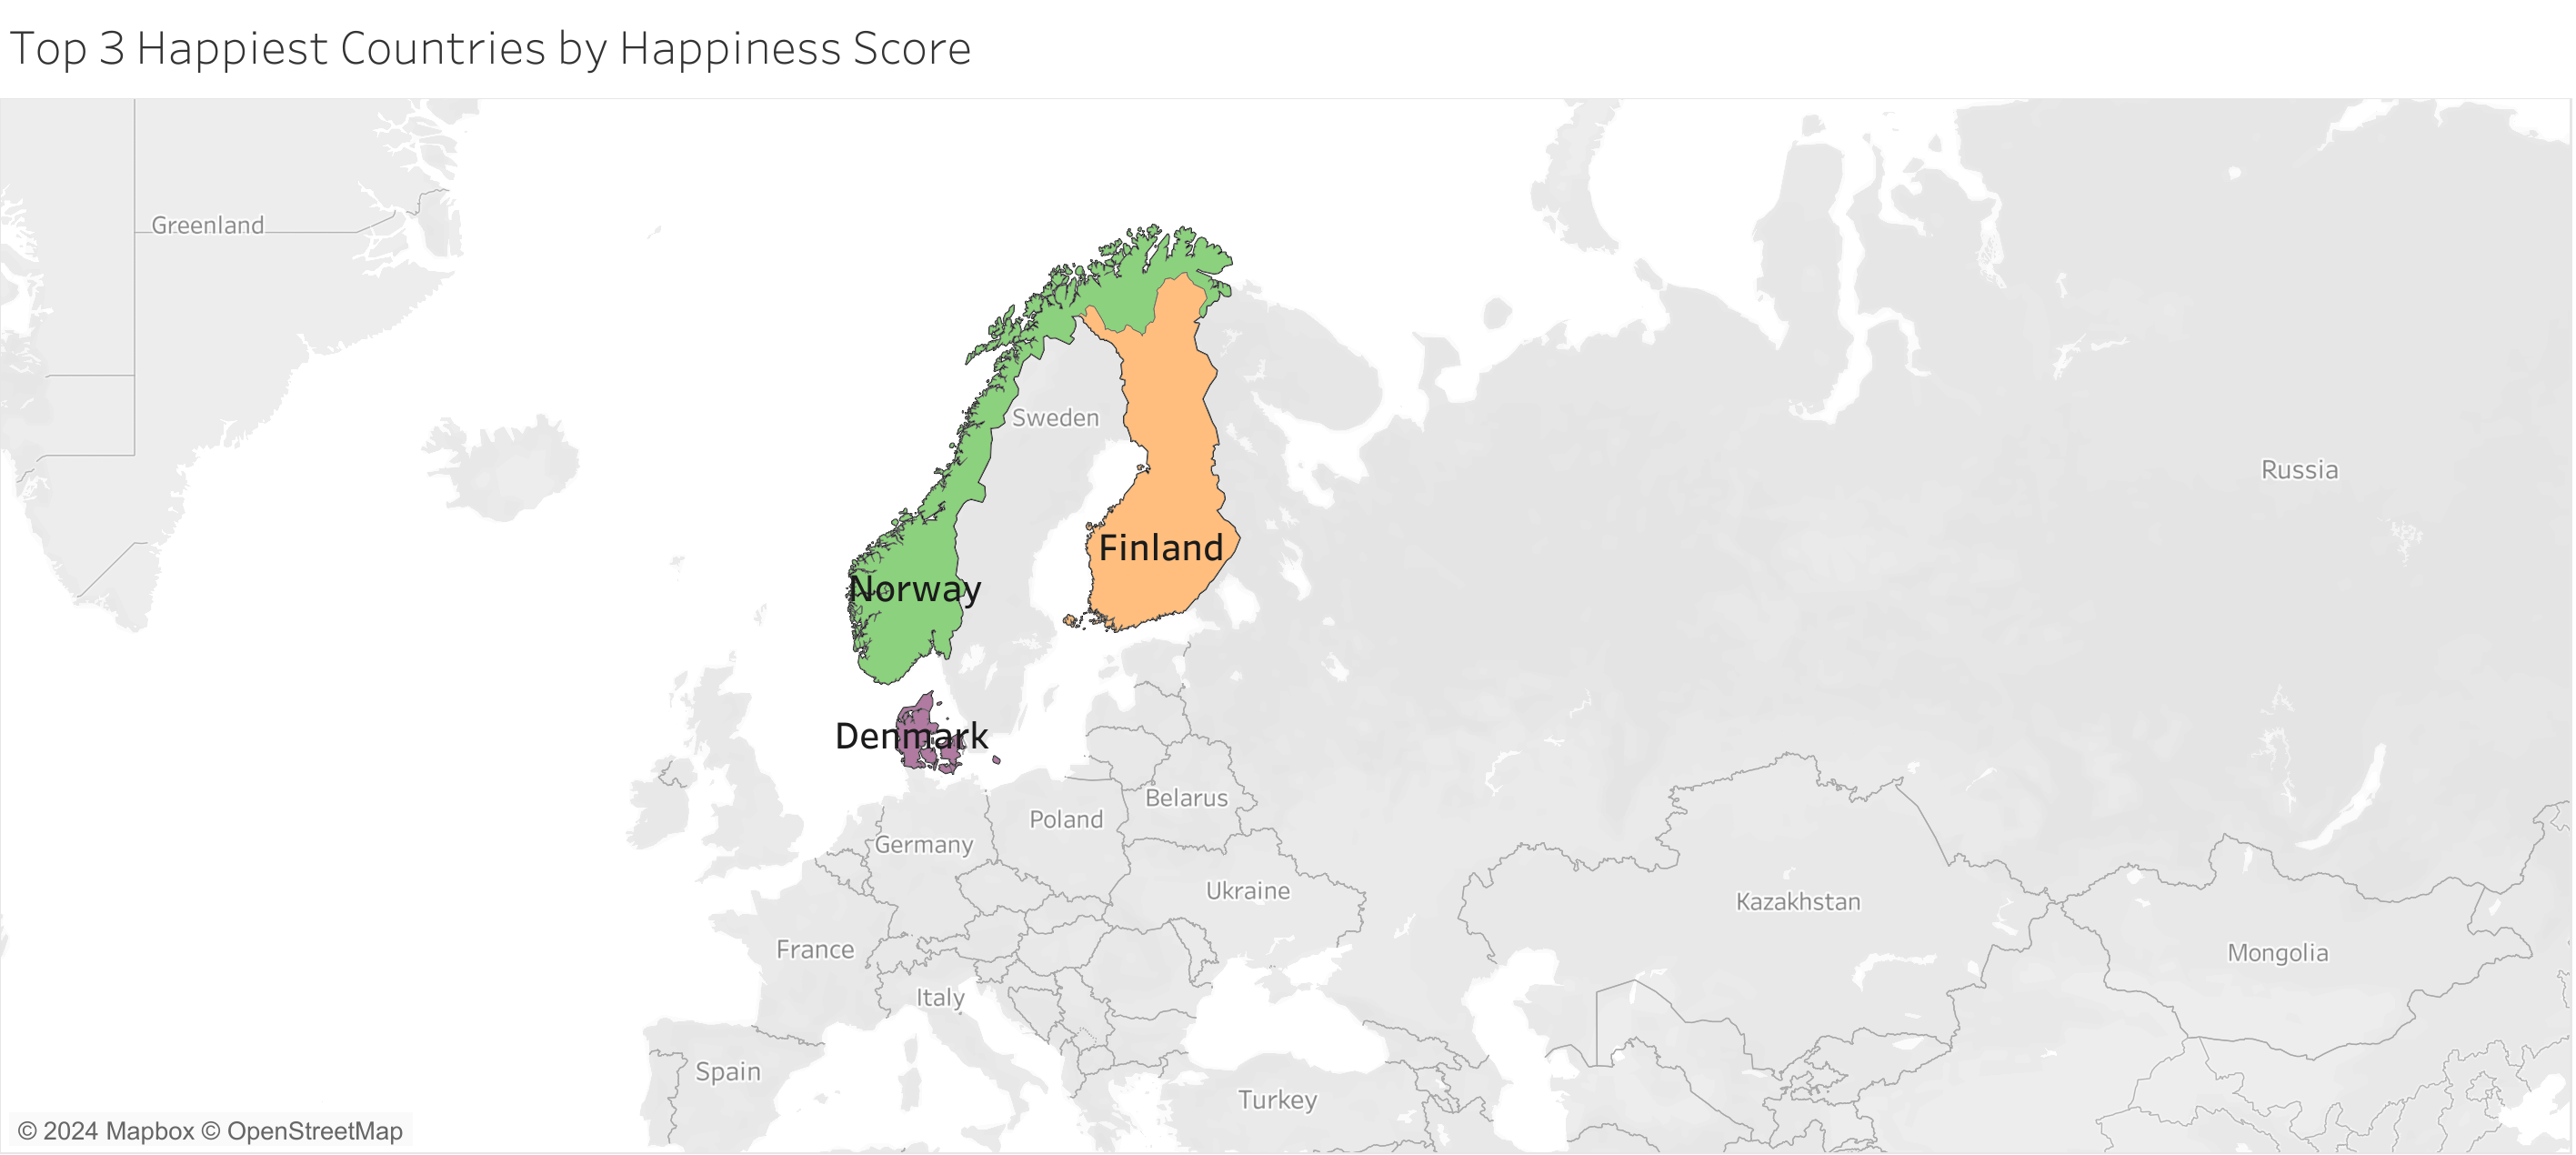 Top 3 Happiest Countries by Happiness Score
Greenland
Sweden
Russia
Finland
Norway
Denmark
Belarus
Poland
Germany
Ukraine
Kazakhstan
France
Mongolia
Italy
Spain
Turkey
© 2024 Mapbox © OpenStreetMap